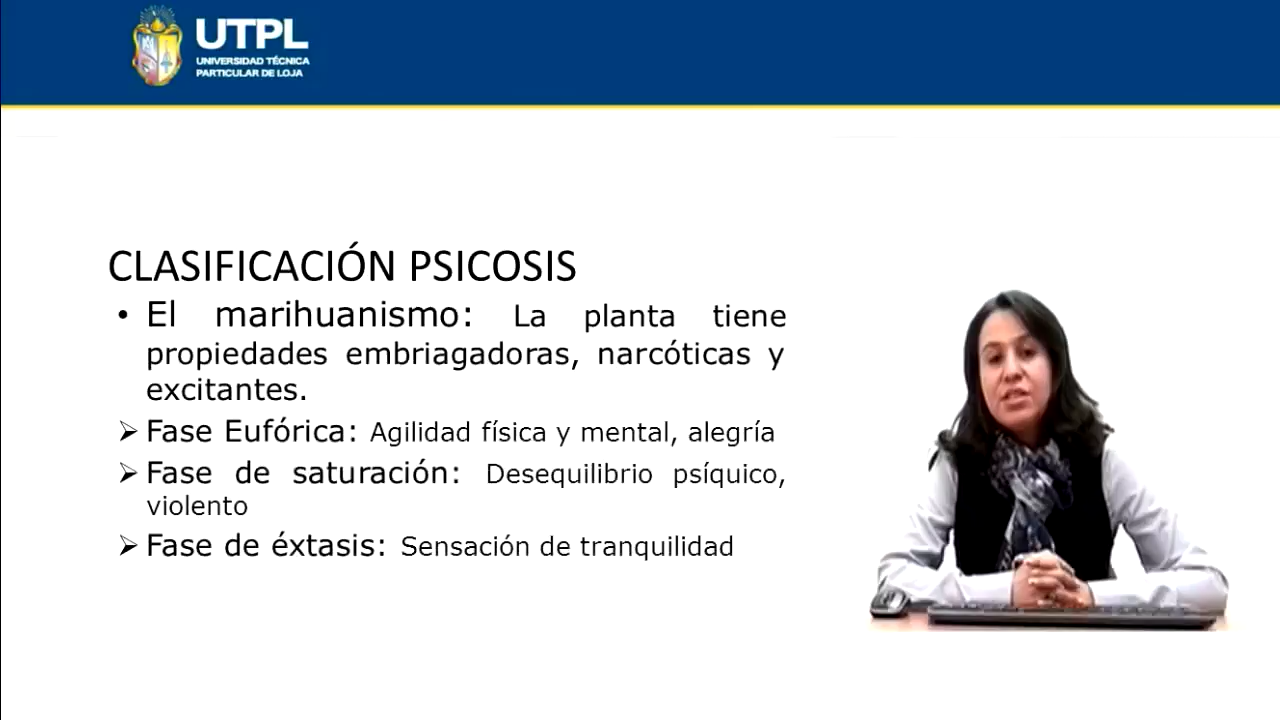 UTPL
UNIVERSIDAD TÉCNICA
PARTICULAR DE LOJA
CLASIFICACIÓN PSICOSIS
• El marihuanismo: La planta tiene
propiedades embriagadoras, narcóticas y
excitantes.
➢ Fase Eufórica: Agilidad física y mental, alegría
➢ Fase de saturación: Desequilibrio psíquico,
violento
➢ Fase de éxtasis: Sensación de tranquilidad